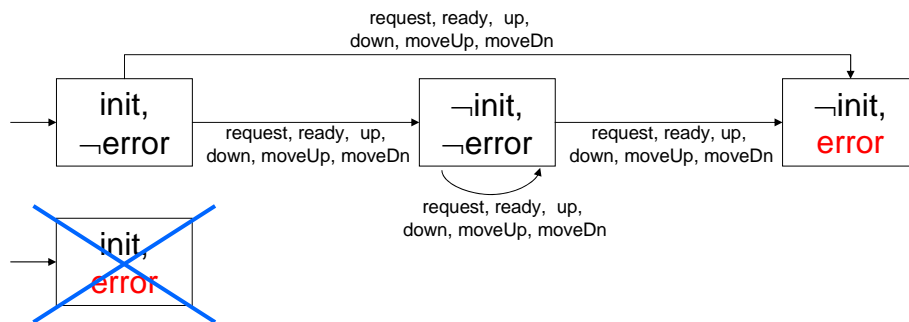 request, ready, up,
down, moveUp, moveDn
init,
¬error
request, ready, up,
down, moveUp, moveDn
¬init,
¬error
request, ready, up,
down, moveUp, moveDn
¬init,
error
request, ready, up,
down, moveUp, moveDn
init,
error